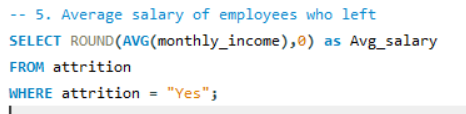 -- 5. Average salary of employees who left
SELECT ROUND(AVG(monthly_income),0) as Avg_salary
FROM attrition
WHERE attrition = "Yes";